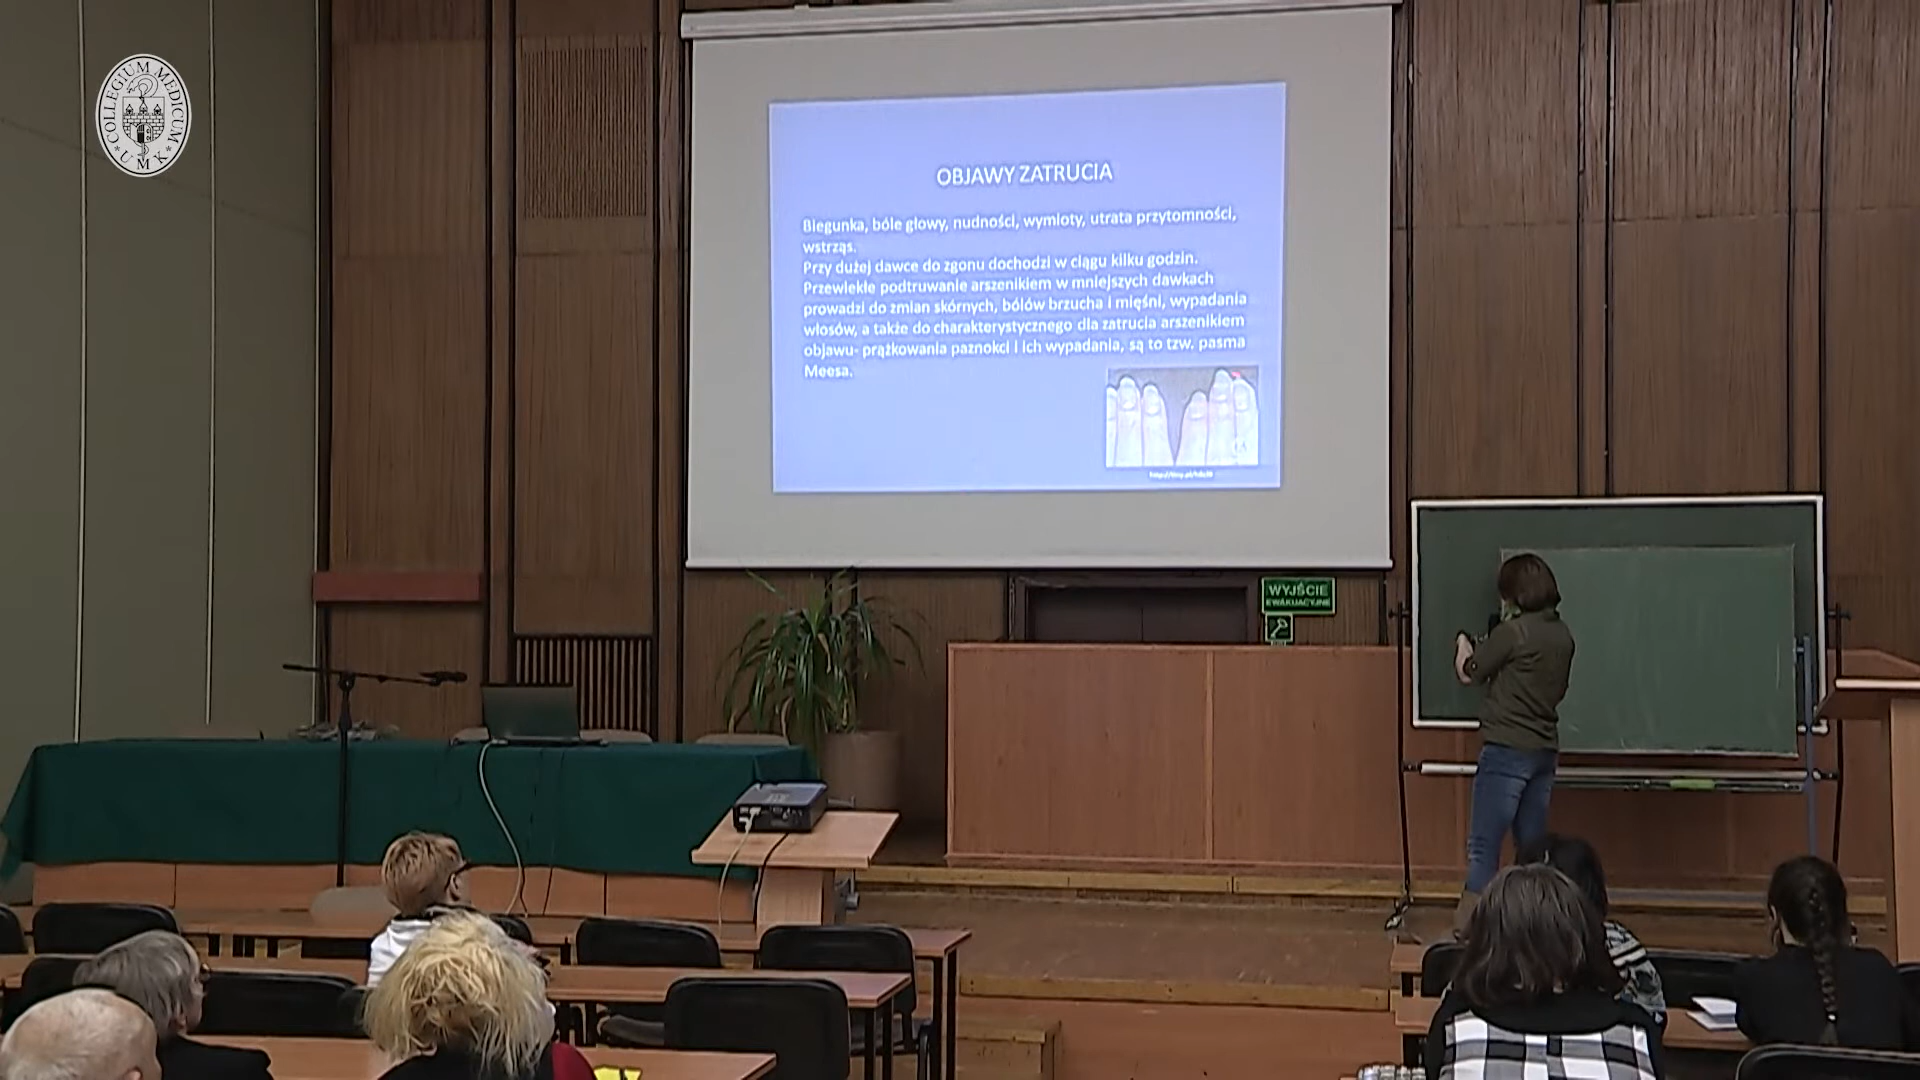 COLLEGIUM MEDICUM
* UMK *
OBJAWY ZATRUCIA
Biegunka, bóle głowy, nudności, wymioty, utrata przytomności,
wstrząs.
Przy dużej dawce do zgonu dochodzi w ciągu kilku godzin.
Przewlekłe podtruwanie arszenikiem w mniejszych dawkach
prowadzi do zmian skórnych, bólów brzucha i mięśni, wypadania
włosów, a także do charakterystycznego dla zatrucia arszenikiem
objawu- prążkowania paznokci i ich wypadania, są to tzw. pasma
Meesa.
WYJŚCIE
EWAKUACYJNE